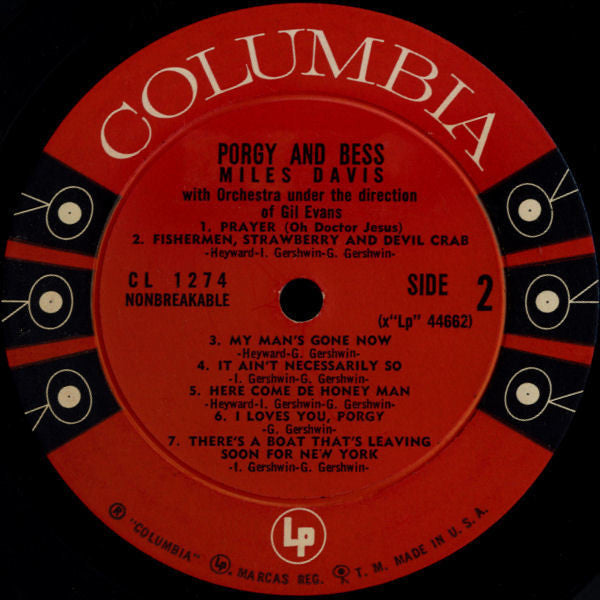 COLUMBIA
PORGY AND BESS
MILES DAVIS
with Orchestra under the direction
of Gil Evans
1. PRAYER (Oh Doctor Jesus)
2. FISHERMEN, STRAWBERRY AND DEVIL CRAB
-Heyward-I. Gershwin-G. Gershwin-
CL 1274
NONBREAKABLE
SIDE 2
(x"Lp" 44662)
3. MY MAN'S GONE NOW
-Heyward-G. Gershwin-
4. IT AIN'T NECESSARILY SO
-I. Gershwin-G. Gershwin-
5. HERE COME DE HONEY MAN
-Heyward-I. Gershwin-G. Gershwin-
6. I LOVES YOU, PORGY
-G. Gershwin-
7. THERE'S A BOAT THAT'S LEAVING
SOON FOR NEW YORK
-I. Gershwin-G. Gershwin-
Lp
® "COLUMBIA" Lp. MARCAS REG. T. M. MADE IN U. S. A.